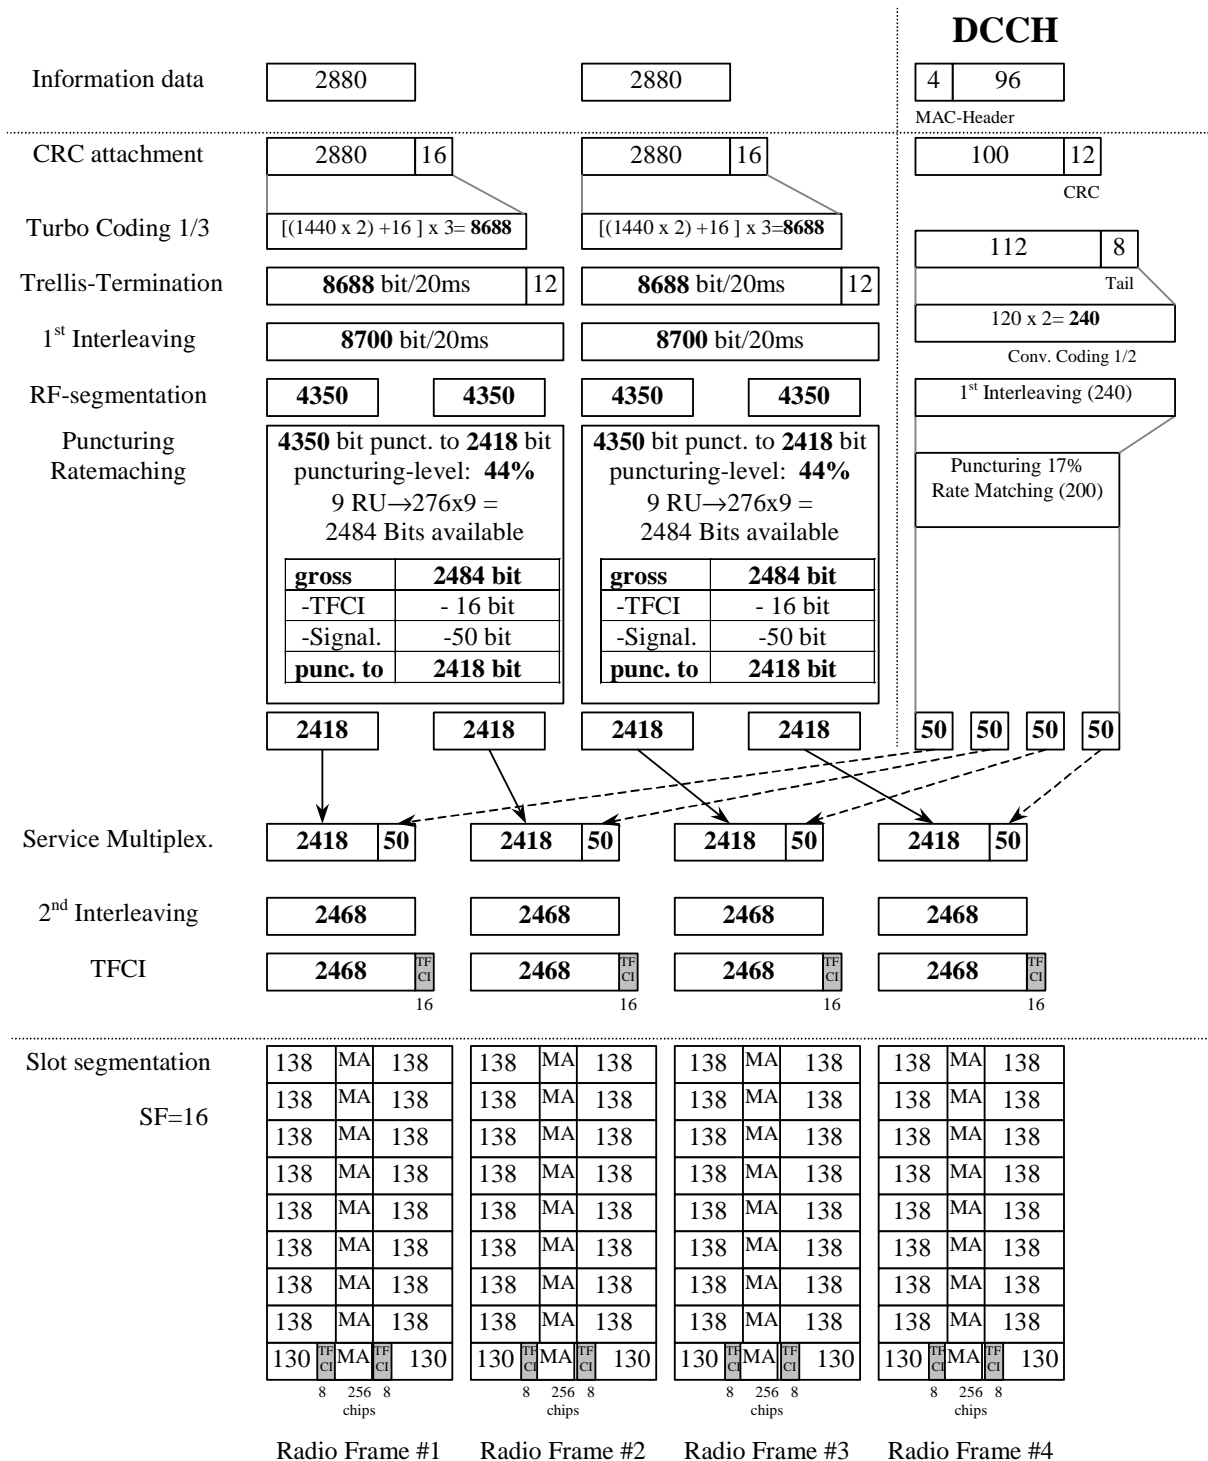 DCCH
Information data 2880 2880 4 96
MAC-Header
CRC attachment 2880 16 2880 16 100 12
CRC
Turbo Coding 1/3 [(1440 x 2) +16 ] x 3= 8688 [(1440 x 2) +16 ] x 3=8688
112 8
Tail
Trellis-Termination 8688 bit/20ms 12 8688 bit/20ms 12
120 x 2= 240
Conv. Coding 1/2
1st Interleaving 8700 bit/20ms 8700 bit/20ms
RF-segmentation 4350 4350 4350 4350 1st Interleaving (240)
Puncturing
Ratemaching
4350 bit punct. to 2418 bit
puncturing-level: 44%
9 RU→276x9 =
2484 Bits available
gross 2484 bit
-TFCI - 16 bit
-Signal. -50 bit
punc. to 2418 bit
4350 bit punct. to 2418 bit
puncturing-level: 44%
9 RU→276x9 =
2484 Bits available
gross 2484 bit
-TFCI - 16 bit
-Signal. -50 bit
punc. to 2418 bit
Puncturing 17%
Rate Matching (200)
2418 2418 2418 2418 50 50 50 50
Service Multiplex. 2418 50 2418 50 2418 50 2418 50
2nd Interleaving 2468 2468 2468 2468
TFCI 2468 TF CI 2468 TF CI 2468 TF CI 2468 TF CI
16 16 16 16
Slot segmentation 138 MA 138 138 MA 138 138 MA 138 138 MA 138
138 MA 138 138 MA 138 138 MA 138 138 MA 138
SF=16
138 MA 138 138 MA 138 138 MA 138 138 MA 138
138 MA 138 138 MA 138 138 MA 138 138 MA 138
138 MA 138 138 MA 138 138 MA 138 138 MA 138
138 MA 138 138 MA 138 138 MA 138 138 MA 138
138 MA 138 138 MA 138 138 MA 138 138 MA 138
138 MA 138 138 MA 138 138 MA 138 138 MA 138
130 TF CI MA TF CI 130 130 TF CI MA TF CI 130 130 TF CI MA TF CI 130 130 TF CI MA TF CI 130
8 256 8 8 256 8 8 256 8 8 256 8
chips chips chips chips
Radio Frame #1 Radio Frame #2 Radio Frame #3 Radio Frame #4